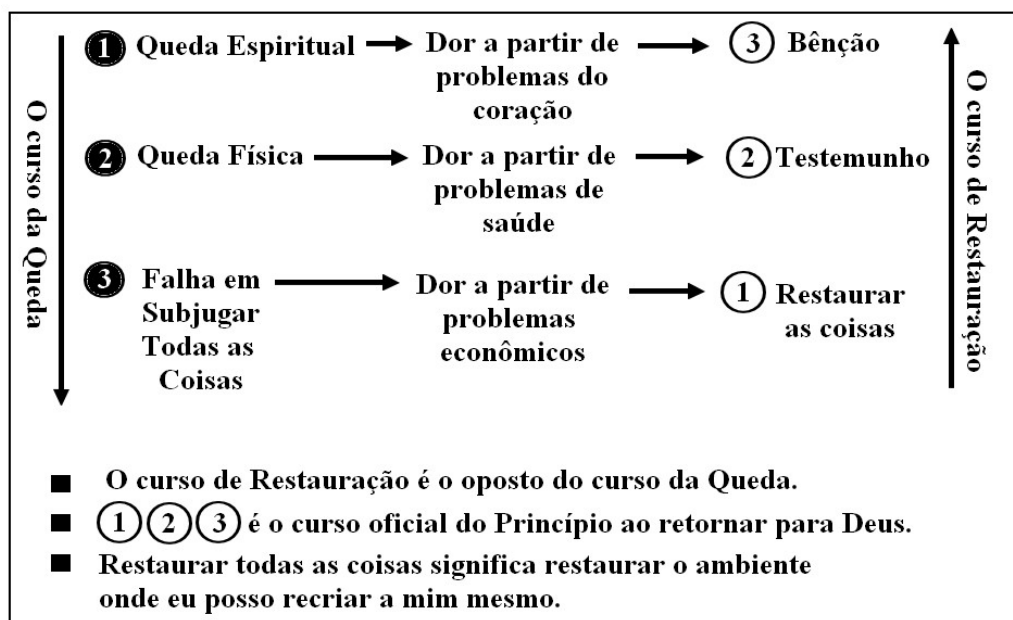 O curso da Queda
1 Queda Espiritual
Dor a partir de
problemas do
coração
3 Bênção
2 Queda Física
Dor a partir de
problemas de
saúde
2 Testemunho
3 Falha em
Subjugar
Todas as
Coisas
Dor a partir de
problemas
econômicos
1 Restaurar
as coisas
O curso de Restauração
■ O curso de Restauração é o oposto do curso da Queda.
■ 1 2 3 é o curso oficial do Princípio ao retornar para Deus.
■ Restaurar todas as coisas significa restaurar o ambiente
onde eu posso recriar a mim mesmo.